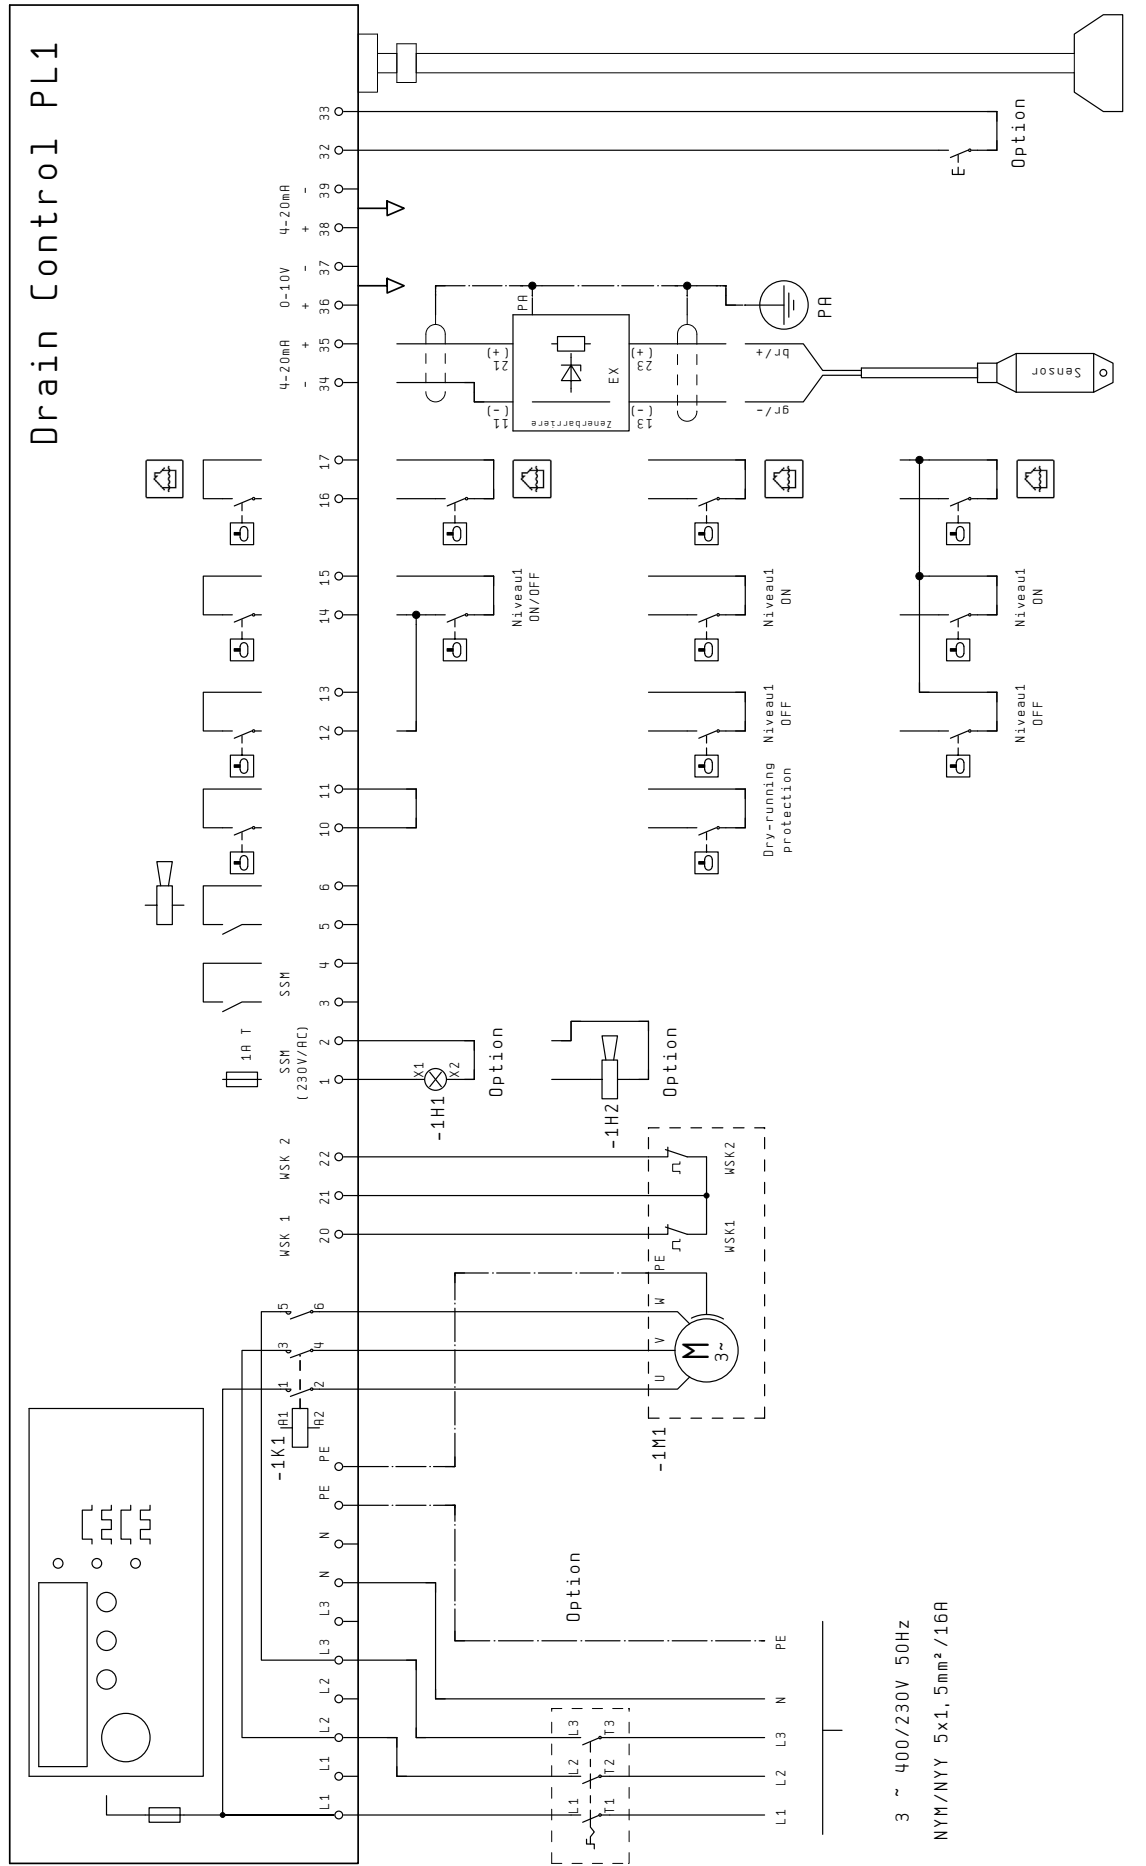 Drain Control PL1
L1
L1
L2
L2
L3
L3
N
N
PE
PE
-1K1
A1
A2
1
2
3
4
5
6
WSK 1
20
21
WSK 2
22
SSM
(230V/AC)
1A T
1
2
SSM
3
4
5
6
10
11
12
13
14
15
16
17
4-20mA
-
+
34
35
0-10V
+
-
36
37
4-20mA
+
-
38
39
32
33
X1
X2
-1H1
Option
-1H2
Option
Niveau1
ON/OFF
Dry-running
protection
Niveau1
OFF
Niveau1
ON
Niveau1
OFF
Niveau1
ON
PA
21
(+)
11
(-)
EX
Zenerbarriere
(+)
23
(-)
13
br/+
gr/-
PA
Sensor
E
Option
-1M1
U
V
W
PE
M
3~
WSK1
WSK2
Option
L1
L2
L3
T1
T2
T3
L1
L2
L3
N
PE
3 ~ 400/230V 50Hz
NYM/NYY 5x1,5mm²/16A